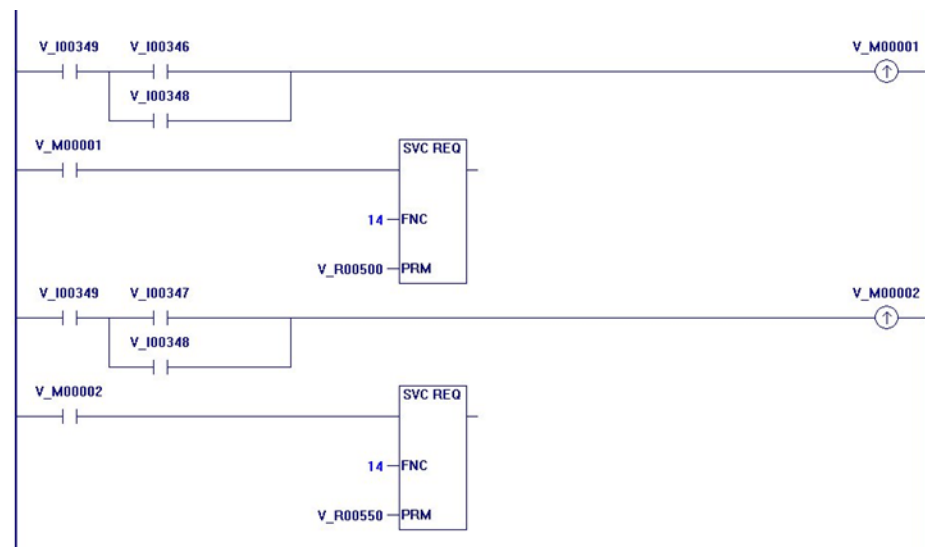 V_I00349 V_I00346 V_M00001
V_I00348
V_M00001 SVC REQ
14 FNC
V_R00500 PRM
V_I00349 V_I00347 V_M00002
V_I00348
V_M00002 SVC REQ
14 FNC
V_R00550 PRM